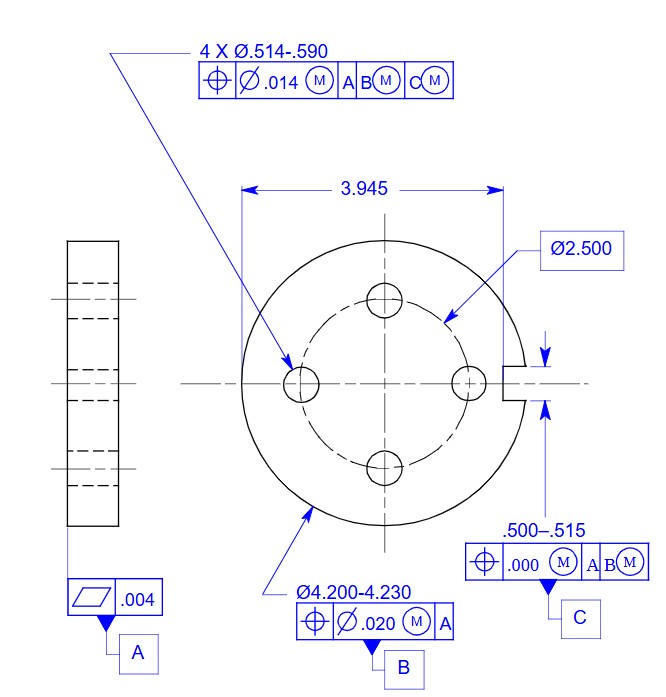 4 X Ø.514-.590
⌖ Ø .014 Ⓜ A B Ⓜ C Ⓜ
3.945
Ø2.500
.500–.515
⌖ .000 Ⓜ A B Ⓜ
.004
A
Ø4.200-4.230
⌖ Ø .020 Ⓜ A
C
B